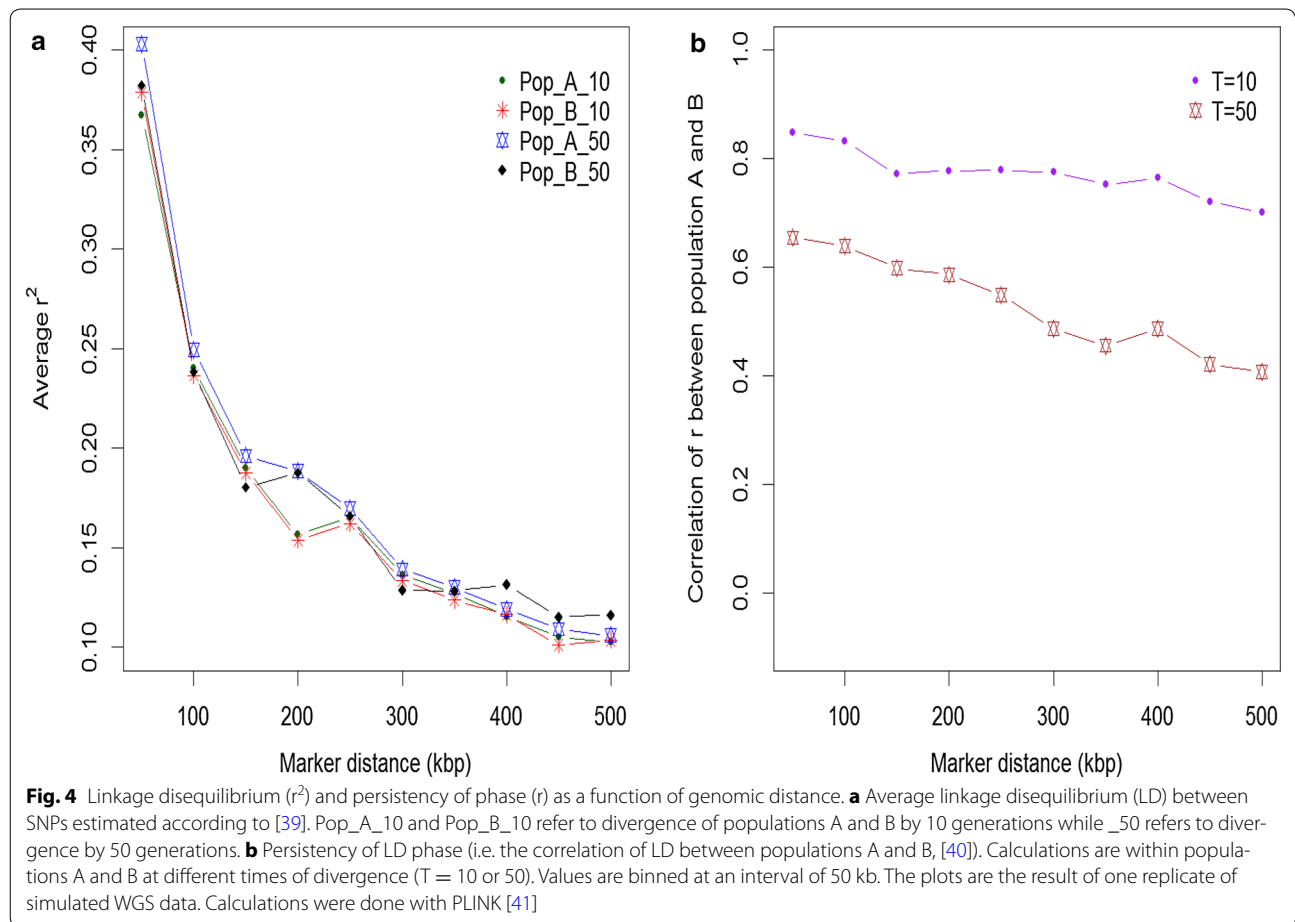 a
0.40
0.35
0.30
0.25
0.20
0.15
0.10
Average r²
Pop_A_10
Pop_B_10
Pop_A_50
Pop_B_50
100 200 300 400 500
Marker distance (kbp)
b
1.0
0.8
0.6
0.4
0.2
0.0
Correlation of r between population A and B
T=10
T=50
100 200 300 400 500
Marker distance (kbp)
Fig. 4 Linkage disequilibrium (r²) and persistency of phase (r) as a function of genomic distance. a Average linkage disequilibrium (LD) between
SNPs estimated according to [39]. Pop_A_10 and Pop_B_10 refer to divergence of populations A and B by 10 generations while _50 refers to diver-
gence by 50 generations. b Persistency of LD phase (i.e. the correlation of LD between populations A and B, [40]). Calculations are within popula-
tions A and B at different times of divergence (T = 10 or 50). Values are binned at an interval of 50 kb. The plots are the result of one replicate of
simulated WGS data. Calculations were done with PLINK [41]